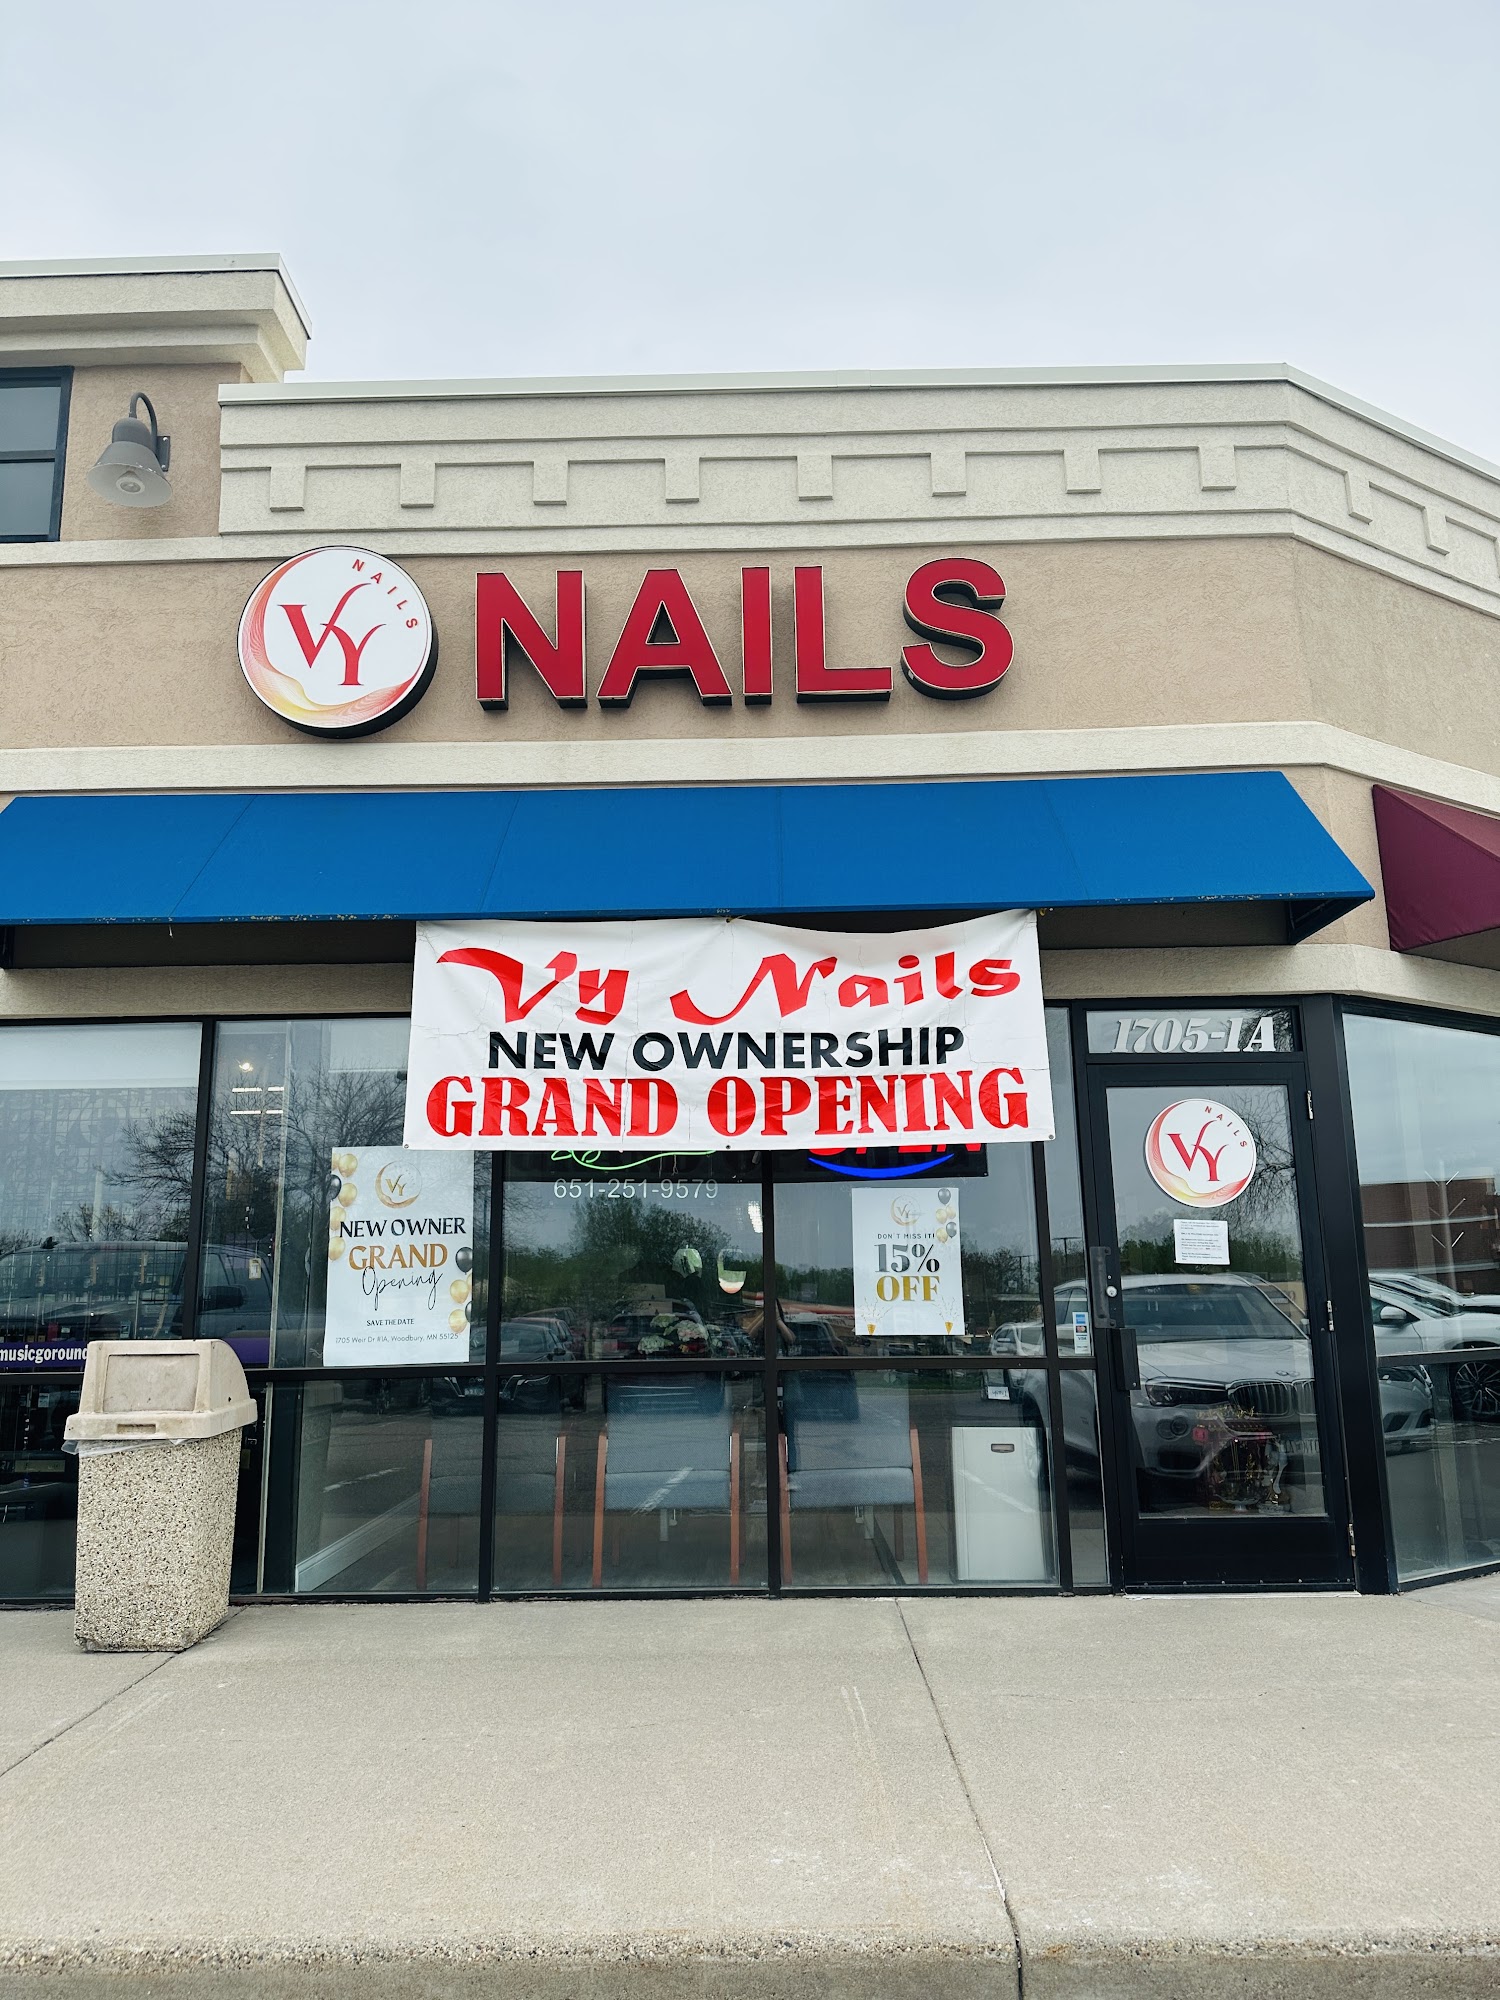 VY
NAILS
NAILS
Vy Nails
NEW OWNERSHIP
GRAND OPENING
1705-1A
OPEN
651-251-9579
VY
NEW OWNER
GRAND
Opening
SAVE THE DATE
1705 Weir Dr #1A, Woodbury, MN 55125
VY
DON'T MISS IT!
15%
OFF
VY
NAILS
musicgoround